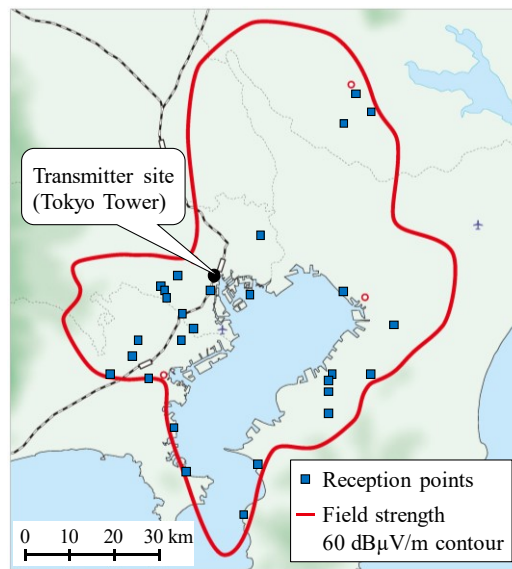 Transmitter site
(Tokyo Tower)
Reception points
Field strength
60 dBµV/m contour
0 10 20 30 km